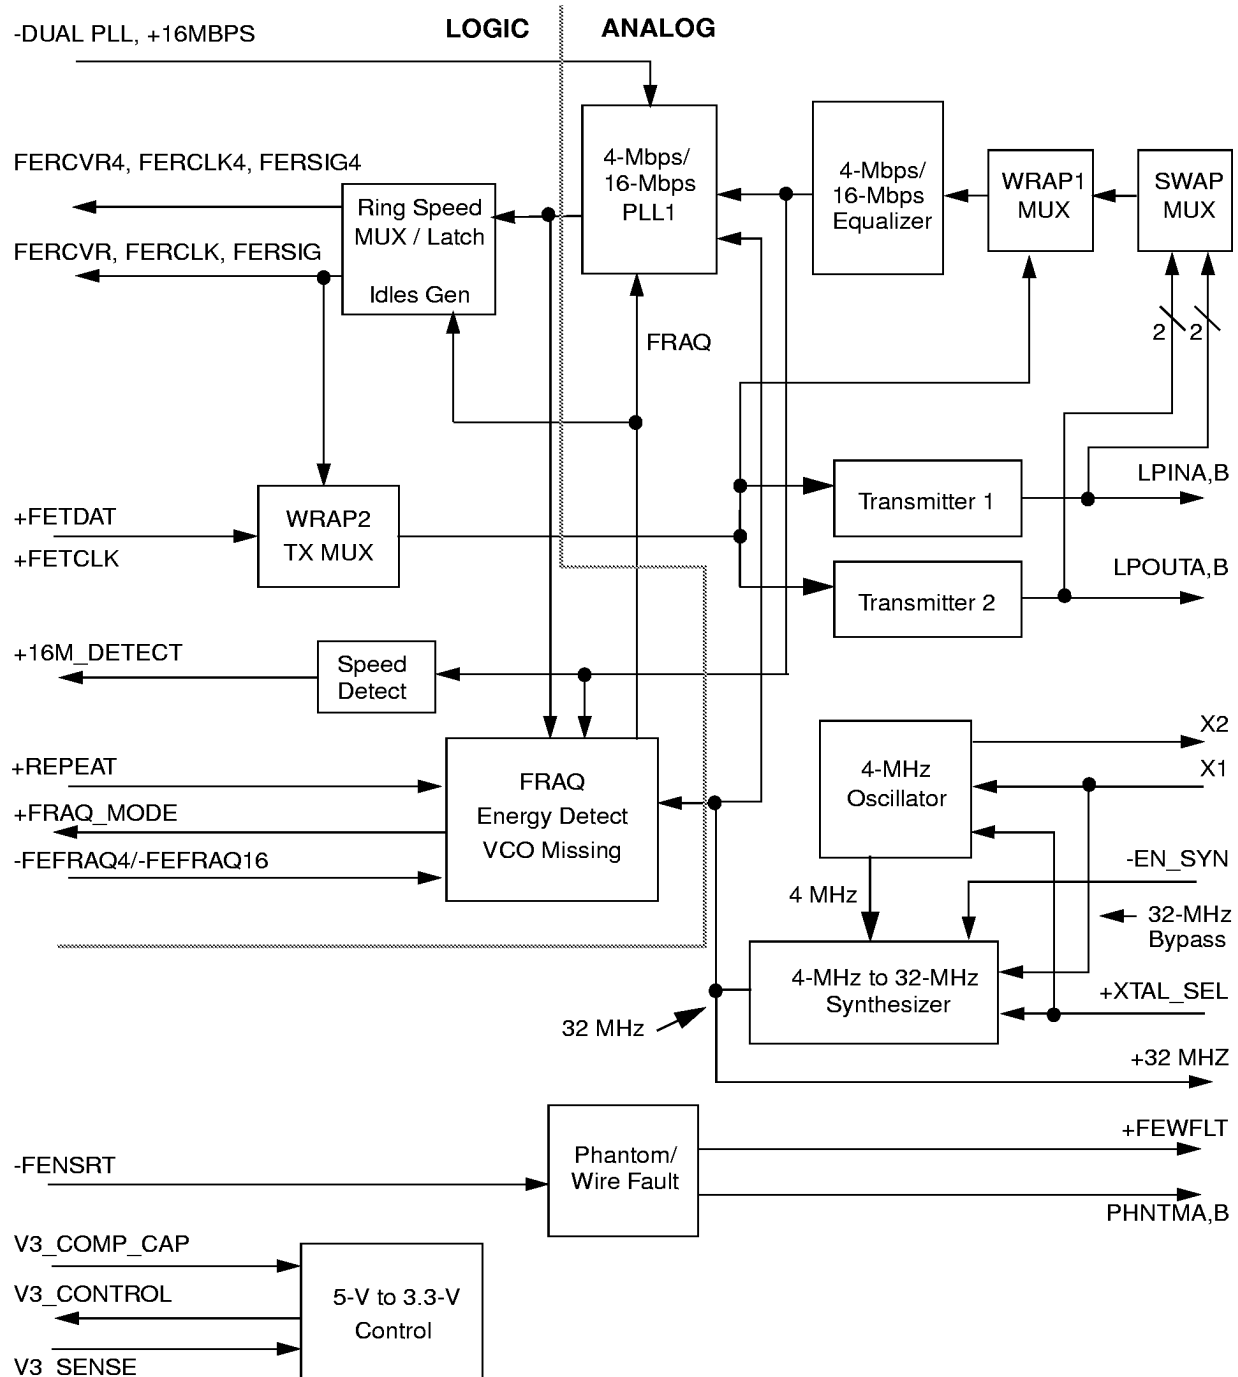 -DUAL PLL, +16MBPS
LOGIC
ANALOG
FERCVR4, FERCLK4, FERSIG4
FERCVR, FERCLK, FERSIG
Ring Speed
MUX / Latch
Idles Gen
4-Mbps/
16-Mbps
PLL1
4-Mbps/
16-Mbps
Equalizer
WRAP1
MUX
SWAP
MUX
2
2
FRAQ
+FETDAT
+FETCLK
WRAP2
TX MUX
Transmitter 1
LPINA,B
Transmitter 2
LPOUTA,B
+16M_DETECT
Speed
Detect
+REPEAT
+FRAQ_MODE
-FEFRAQ4/-FEFRAQ16
FRAQ
Energy Detect
VCO Missing
4-MHz
Oscillator
X2
X1
-EN_SYN
4 MHz
32-MHz
Bypass
4-MHz to 32-MHz
Synthesizer
+XTAL_SEL
32 MHz
+32 MHZ
-FENSRT
Phantom/
Wire Fault
+FEWFLT
PHNTMA,B
V3_COMP_CAP
V3_CONTROL
V3_SENSE
5-V to 3.3-V
Control